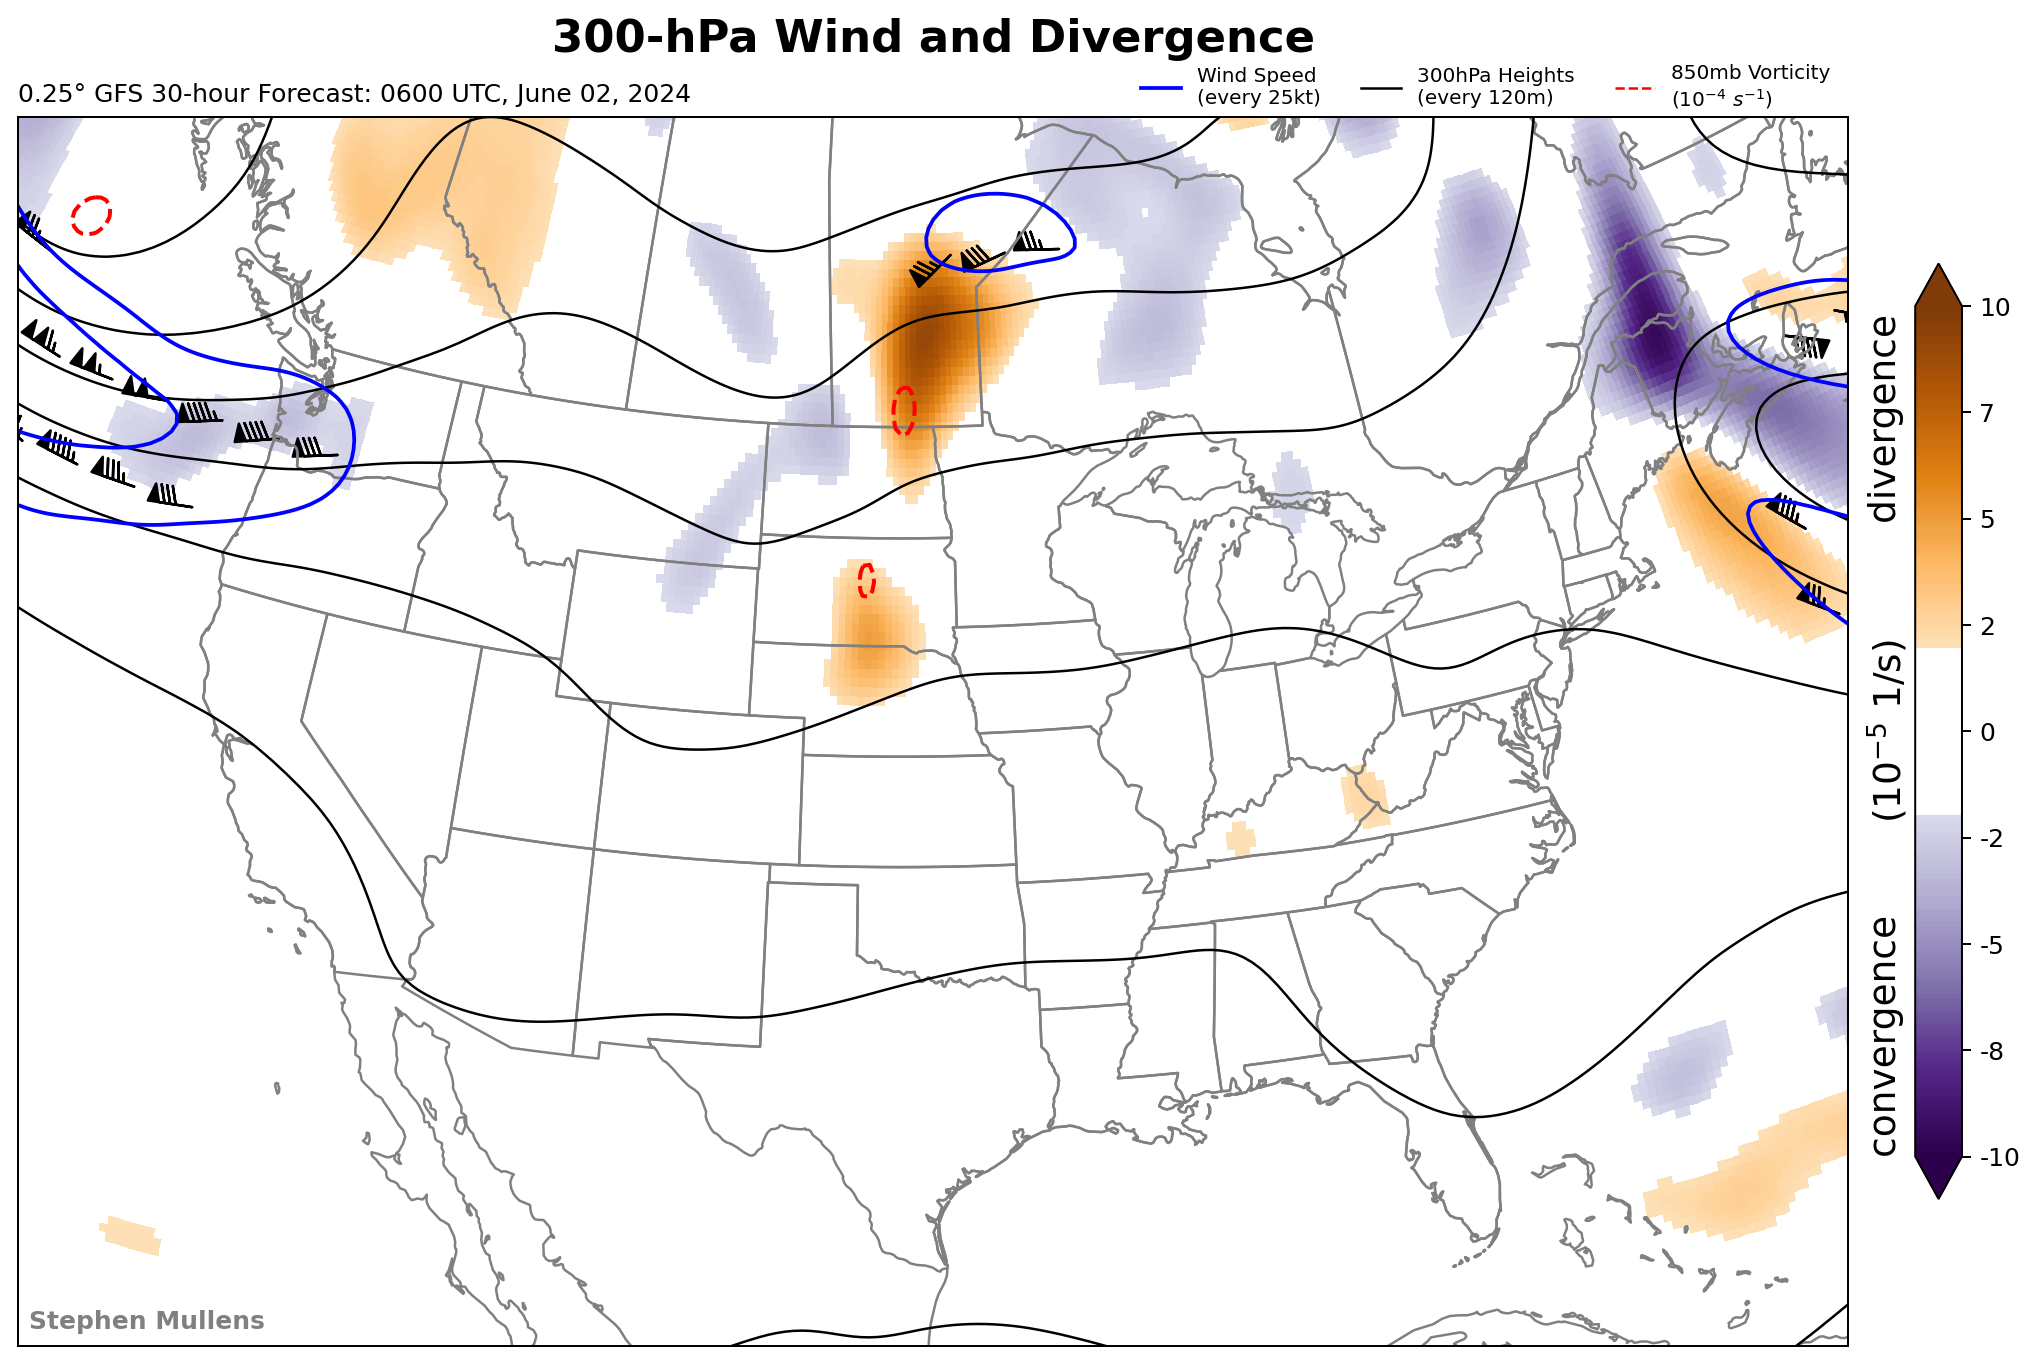 300-hPa Wind and Divergence
0.25° GFS 30-hour Forecast: 0600 UTC, June 02, 2024
Wind Speed
(every 25kt)
300hPa Heights
(every 120m)
850mb Vorticity
(10⁻⁴ s⁻¹)
convergence (10⁻⁵ 1/s) divergence
10
7
5
2
0
-2
-5
-8
-10
Stephen Mullens